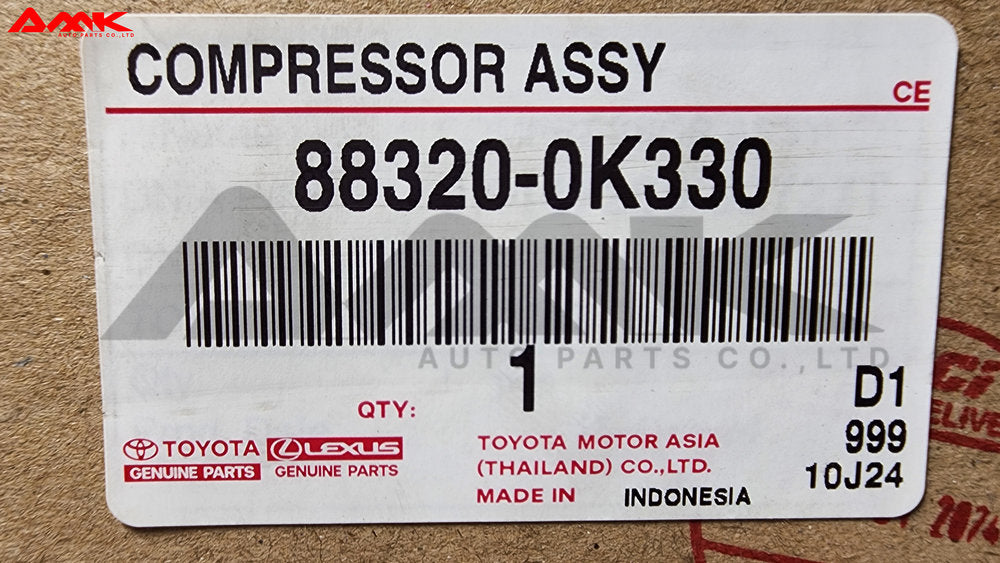 AMK
AUTO PARTS CO.,LTD
COMPRESSOR ASSY
CE
88320-0K330
AMK
AUTO PARTS CO.,LTD
1
QTY:
D1
999
10J24
TOYOTA
GENUINE PARTS
LEXUS
GENUINE PARTS
TOYOTA MOTOR ASIA
(THAILAND) CO.,LTD.
MADE IN INDONESIA